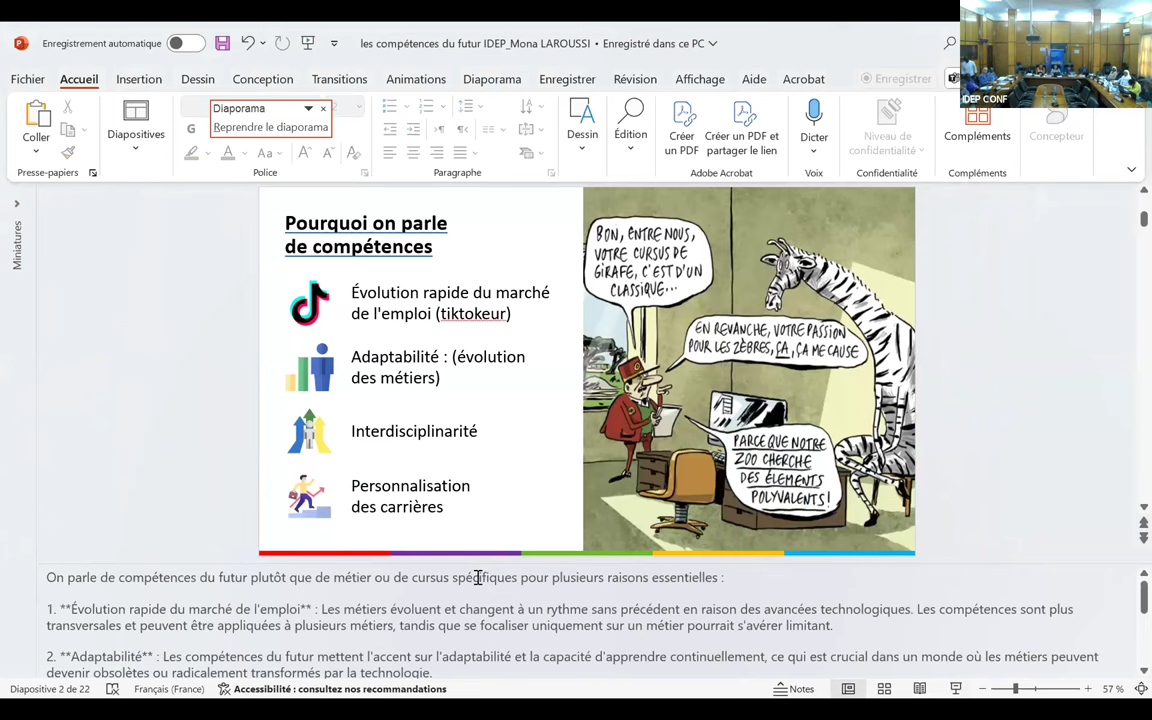 Enregistrement automatique
les compétences du futur IDEP_Mona LAROUSSI • Enregistré dans ce PC
IDEP CONF
Fichier
Accueil
Insertion
Dessin
Conception
Transitions
Animations
Diaporama
Enregistrer
Révision
Affichage
Aide
Acrobat
Enregistrer
Coller
Presse-papiers
Diapositives
Diaporama
Reprendre le diaporama
G
Aa
Police
Paragraphe
Dessin
Édition
Créer
un PDF
Créer un PDF et
partager le lien
Adobe Acrobat
Dicter
Voix
Niveau de
confidentialité
Confidentialité
Compléments
Compléments
Concepteur
Miniatures
Pourquoi on parle
de compétences
Évolution rapide du marché
de l'emploi (tiktokeur)
Adaptabilité : (évolution
des métiers)
Interdisciplinarité
Personnalisation
des carrières
BON, ENTRE NOUS,
VOTRE CURSUS DE
GIRAFE, C'EST D'UN
CLASSIQUE...
EN REVANCHE, VOTRE PASSION
POUR LES ZÈBRES, ÇA, ÇA ME CAUSE
PARCE QUE NOTRE
ZOO CHERCHE
DES ÉLÉMENTS
POLYVALENTS!
On parle de compétences du futur plutôt que de métier ou de cursus spécifiques pour plusieurs raisons essentielles :
1. **Évolution rapide du marché de l'emploi** : Les métiers évoluent et changent à un rythme sans précédent en raison des avancées technologiques. Les compétences sont plus
transversales et peuvent être appliquées à plusieurs métiers, tandis que se focaliser uniquement sur un métier pourrait s'avérer limitant.
2. **Adaptabilité** : Les compétences du futur mettent l'accent sur l'adaptabilité et la capacité d'apprendre continuellement, ce qui est crucial dans un monde où les métiers peuvent
devenir obsolètes ou radicalement transformés par la technologie.
Diapositive 2 de 22
Français (France)
Accessibilité : consultez nos recommandations
Notes
57 %